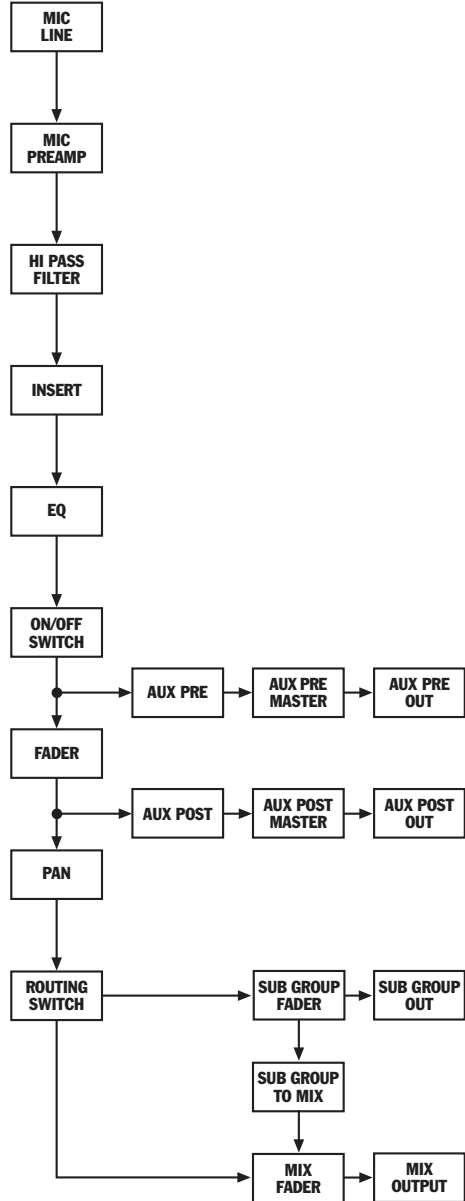 MIC
LINE
MIC
PREAMP
HI PASS
FILTER
INSERT
EQ
ON/OFF
SWITCH
AUX PRE
AUX PRE
MASTER
AUX PRE
OUT
FADER
AUX POST
AUX POST
MASTER
AUX POST
OUT
PAN
ROUTING
SWITCH
SUB GROUP
FADER
SUB GROUP
OUT
SUB GROUP
TO MIX
MIX
FADER
MIX
OUTPUT